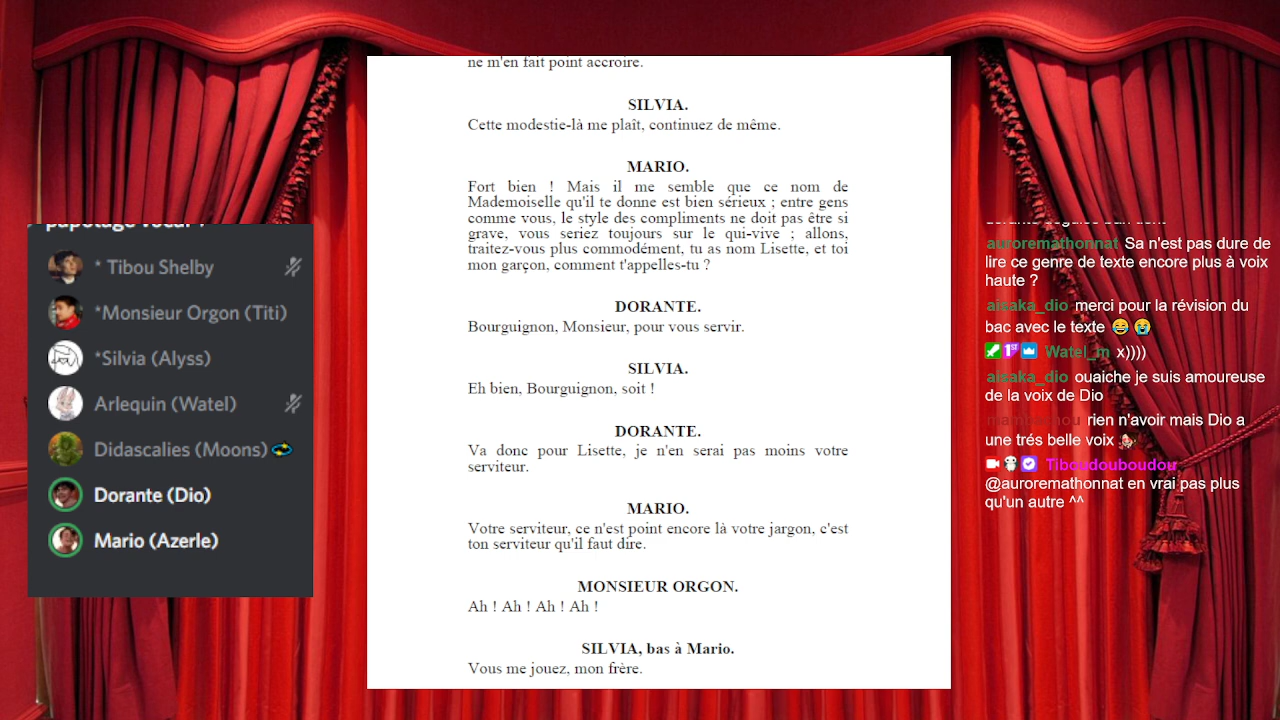 ne m'en fait point accroire.
SILVIA.
Cette modestie-là me plaît, continuez de même.
MARIO.
Fort bien ! Mais il me semble que ce nom de
Mademoiselle qu'il te donne est bien sérieux ; entre gens
comme vous, le style des compliments ne doit pas être si
grave, vous seriez toujours sur le qui-vive ; allons,
traitez-vous plus commodément, tu as nom Lisette, et toi
mon garçon, comment t'appelles-tu ?
DORANTE.
Bourguignon, Monsieur, pour vous servir.
SILVIA.
Eh bien, Bourguignon, soit !
DORANTE.
Va donc pour Lisette, je n'en serai pas moins votre
serviteur.
MARIO.
Votre serviteur, ce n'est point encore là votre jargon, c'est
ton serviteur qu'il faut dire.
MONSIEUR ORGON.
Ah ! Ah ! Ah ! Ah !
SILVIA, bas à Mario.
Vous me jouez, mon frère.
papotage vocal
* Tibou Shelby
*Monsieur Orgon (Titi)
*Silvia (Alyss)
Arlequin (Watel)
Didascalies (Moons)
Dorante (Dio)
Mario (Azerle)
auroremathonnat Sa n'est pas dure de
lire ce genre de texte encore plus à voix
haute ?
aisaka_dio merci pour la révision du
bac avec le texte 😂 😭
1ST Watel_m x))))
aisaka_dio ouaiche je suis amoureuse
de la voix de Dio
rien n'avoir mais Dio a
une trés belle voix
Tiboudouboudou
@auroremathonnat en vrai pas plus
qu'un autre ^^